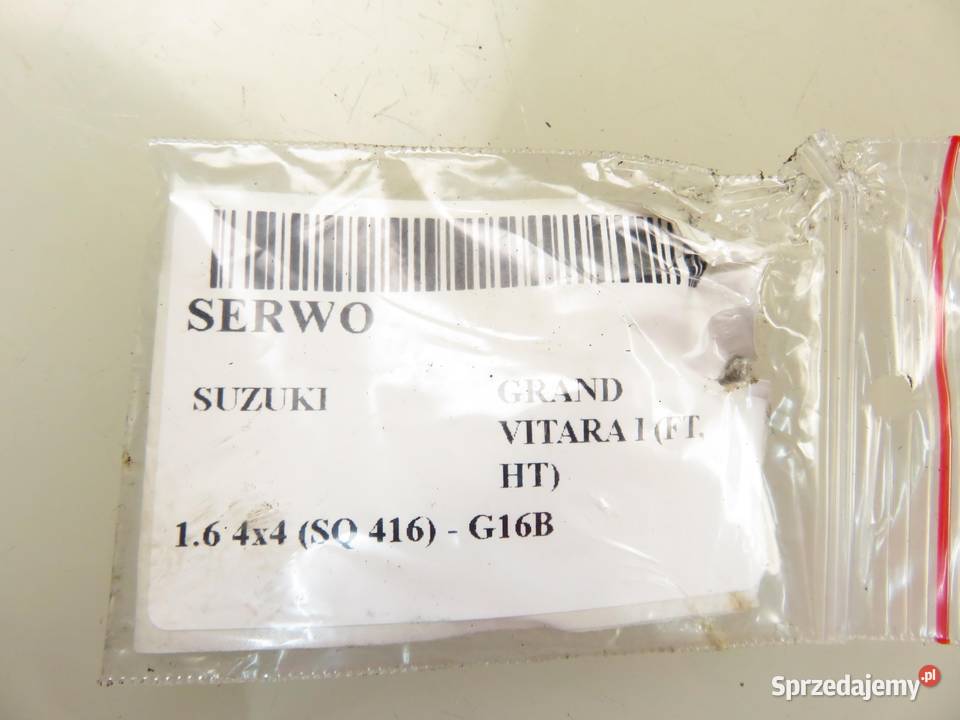 SERWO
SUZUKI
GRAND
VITARA I (FT,
HT)
1.6 4x4 (SQ 416) - G16B
Sprzedajemy.pl